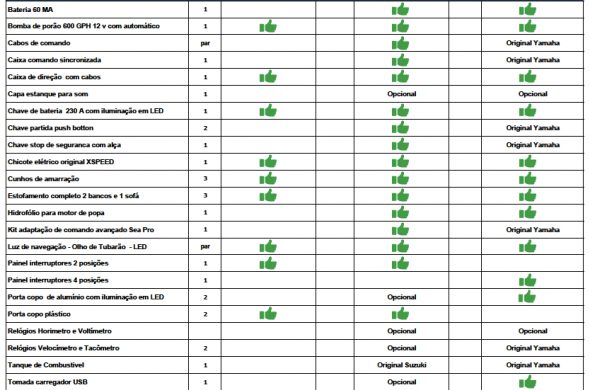 Bateria 60 MA 1
Bomba de porão 600 GPH 12 v com automático 1
Cabos de comando par Original Yamaha
Caixa comando sincronizada 1 Original Yamaha
Caixa de direção com cabos 1
Capa estanque para som 1 Opcional Opcional
Chave de bateria 230 A com iluminação em LED 1
Chave partida push botton 2 Original Yamaha
Chave stop de seguranca com alça 1 Original Yamaha
Chicote elétrico original XSPEED 1
Cunhos de amarração 3
Estofamento completo 2 bancos e 1 sofá 3
Hidrofólio para motor de popa 1
Kit adaptação de comando avançado Sea Pro 1 Original Yamaha
Luz de navegação - Olho de Tubarão - LED par
Painel interruptores 2 posições 1
Painel interruptores 4 posições 1
Porta copo de alumínio com iluminação em LED 2 Opcional
Porta copo plástico 2
Relógios Horimetro e Voltímetro Opcional Opcional
Relógios Velocímetro e Tacômetro 2 Opcional Original Yamaha
Tanque de Combustivel 1 Original Suzuki Original Yamaha
Tomada carregador USB 1 Opcional